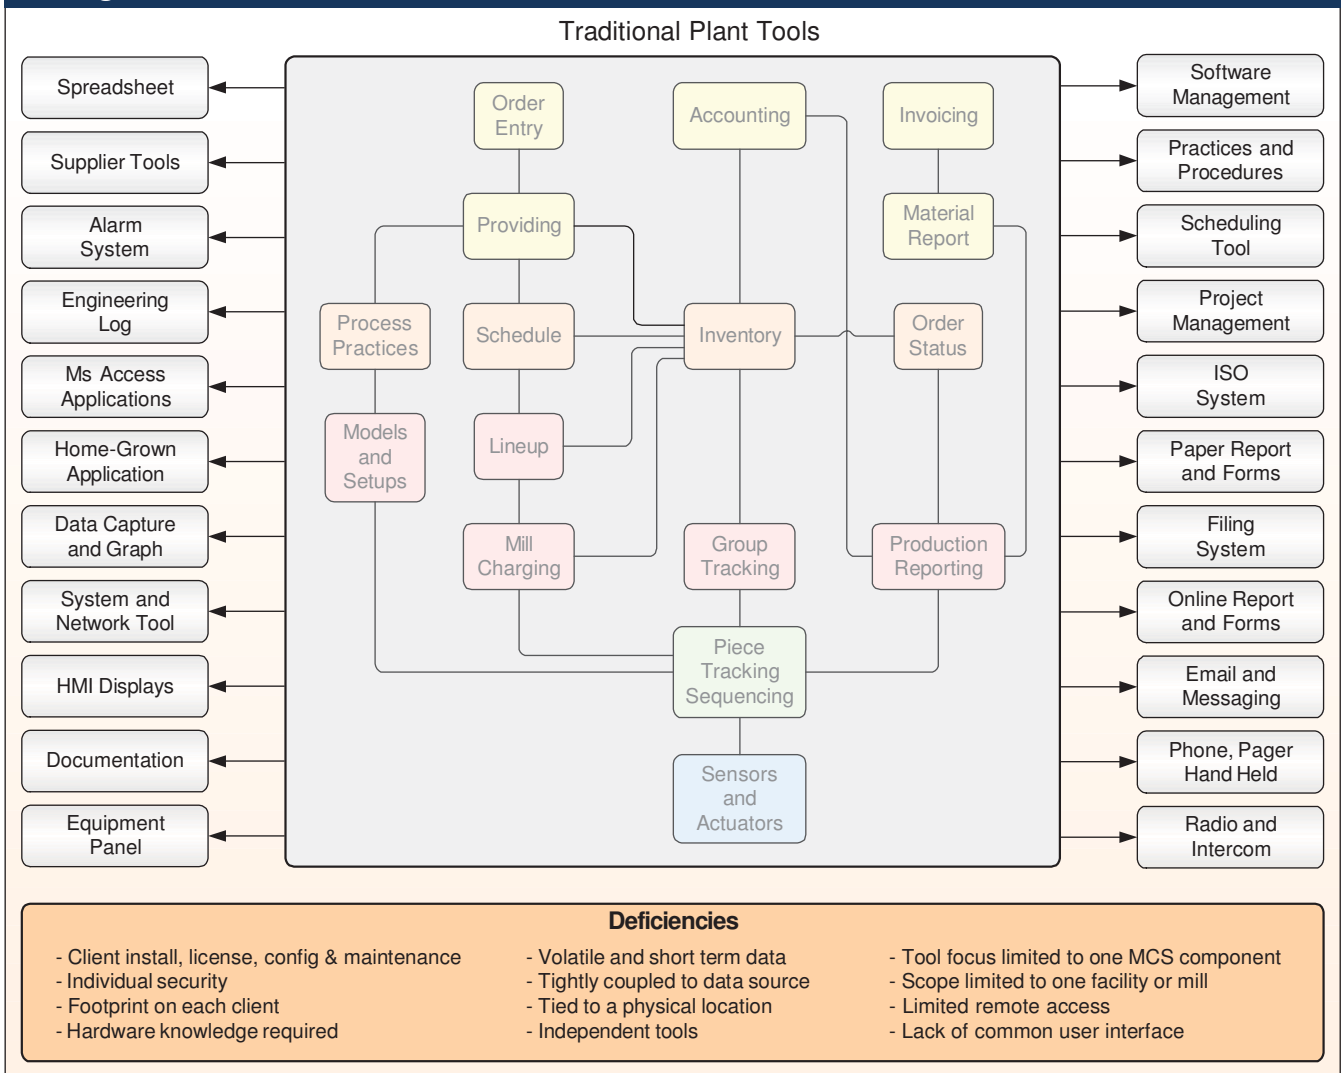 Traditional Plant Tools
Spreadsheet
Supplier Tools
Alarm
System
Engineering
Log
Ms Access
Applications
Home-Grown
Application
Data Capture
and Graph
System and
Network Tool
HMI Displays
Documentation
Equipment
Panel
Order
Entry
Accounting
Invoicing
Providing
Material
Report
Process
Practices
Schedule
Inventory
Order
Status
Models
and
Setups
Lineup
Mill
Charging
Group
Tracking
Production
Reporting
Piece
Tracking
Sequencing
Sensors
and
Actuators
Software
Management
Practices and
Procedures
Scheduling
Tool
Project
Management
ISO
System
Paper Report
and Forms
Filing
System
Online Report
and Forms
Email and
Messaging
Phone, Pager
Hand Held
Radio and
Intercom
Deficiencies
- Client install, license, config & maintenance
- Individual security
- Footprint on each client
- Hardware knowledge required
- Volatile and short term data
- Tightly coupled to data source
- Tied to a physical location
- Independent tools
- Tool focus limited to one MCS component
- Scope limited to one facility or mill
- Limited remote access
- Lack of common user interface